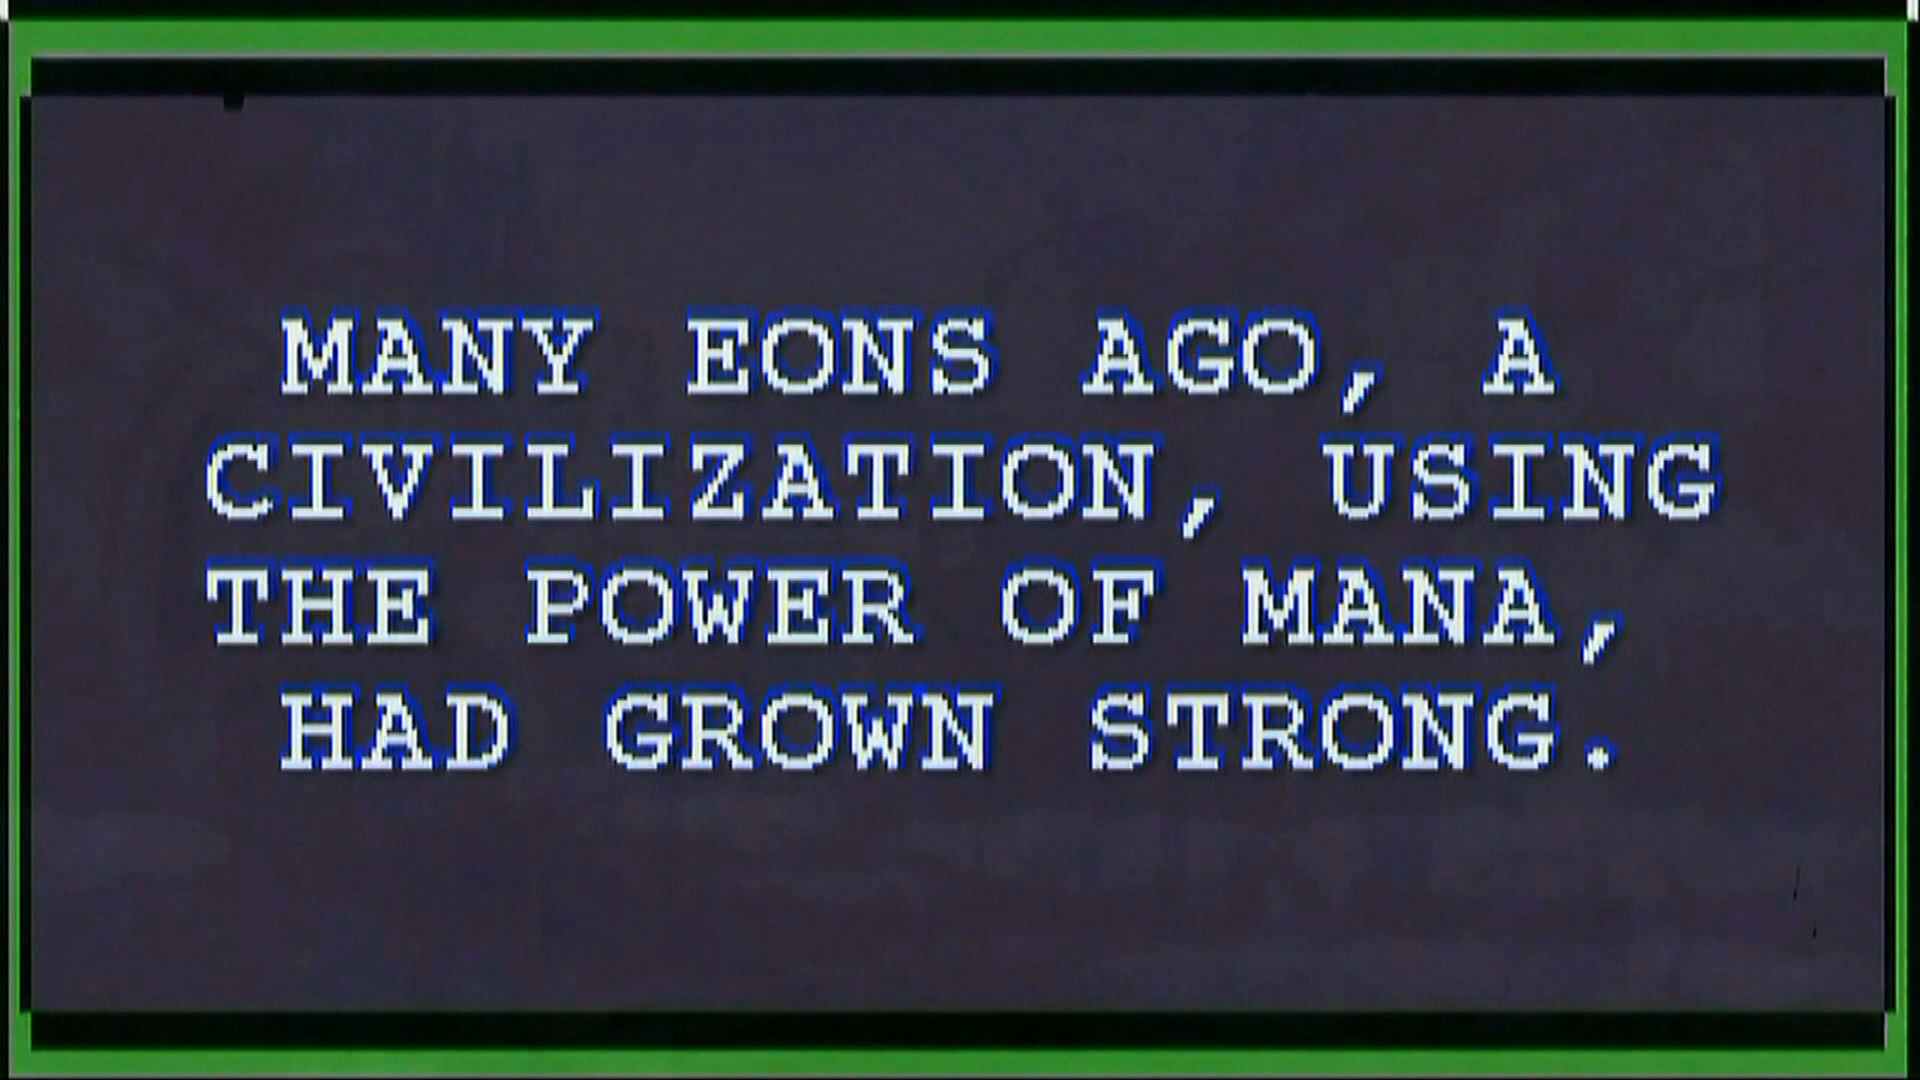 MANY EONS AGO, A
CIVILIZATION, USING
THE POWER OF MANA,
HAD GROWN STRONG.